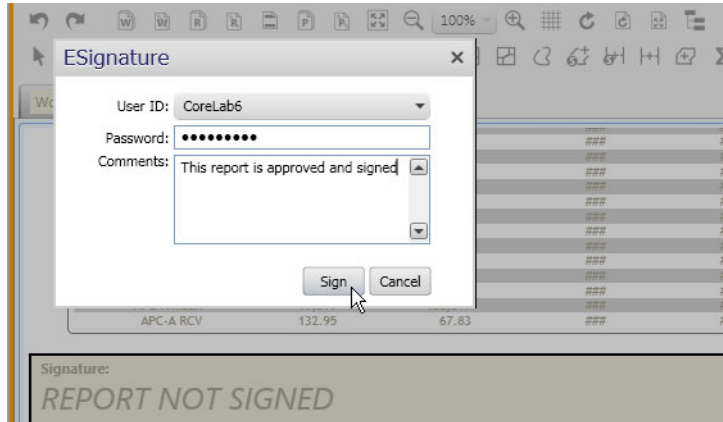 W W R R P R 100%
ESignature
Wo
User ID: CoreLab6
Password: •••••••••
Comments: This report is approved and signed
Sign Cancel
###
###
###
###
###
###
###
###
###
###
###
###
###
APC-A RCV 132.95 67.83 ###
Signature:
REPORT NOT SIGNED